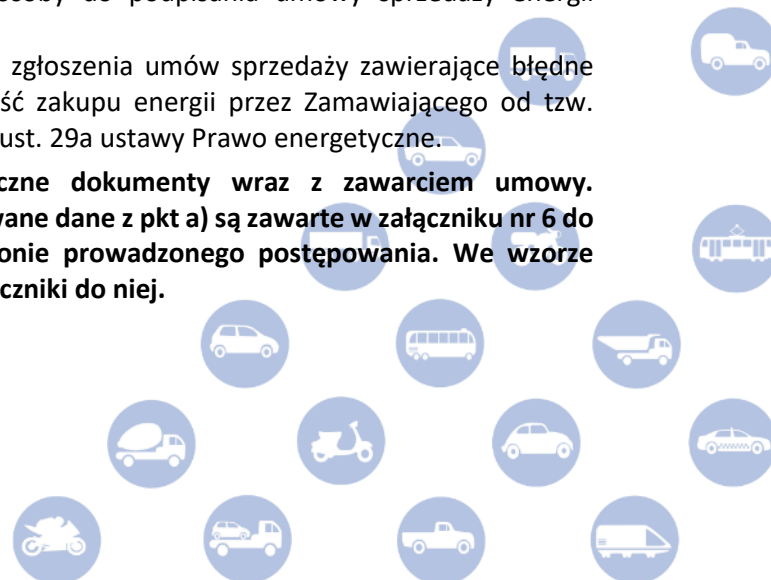 osoby do podpisania umowy sprzedaży energii
zgłoszenia umów sprzedaży zawierające błędne
ść zakupu energii przez Zamawiającego od tzw.
ust. 29a ustawy Prawo energetyczne.
czne dokumenty wraz z zawarciem umowy.
wane dane z pkt a) są zawarte w załączniku nr 6 do
onie prowadzonego postępowania. We wzorze
czniki do niej.